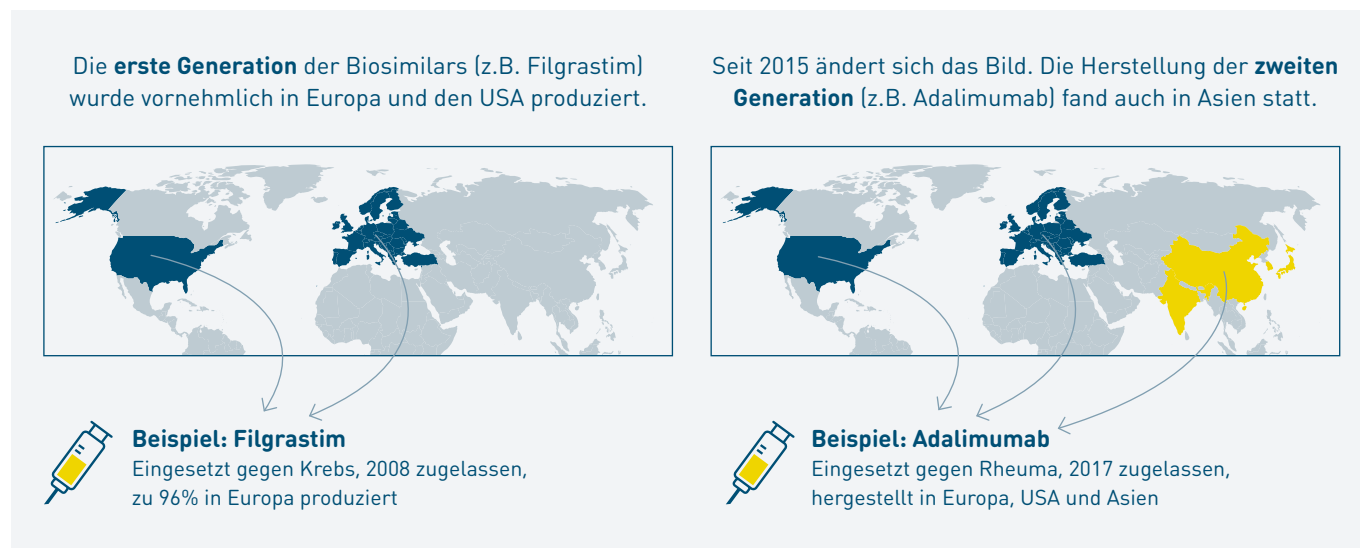 Die erste Generation der Biosimilars (z.B. Filgrastim)
wurde vornehmlich in Europa und den USA produziert.
Seit 2015 ändert sich das Bild. Die Herstellung der zweiten
Generation (z.B. Adalimumab) fand auch in Asien statt.
Beispiel: Filgrastim
Eingesetzt gegen Krebs, 2008 zugelassen,
zu 96% in Europa produziert
Beispiel: Adalimumab
Eingesetzt gegen Rheuma, 2017 zugelassen,
hergestellt in Europa, USA und Asien